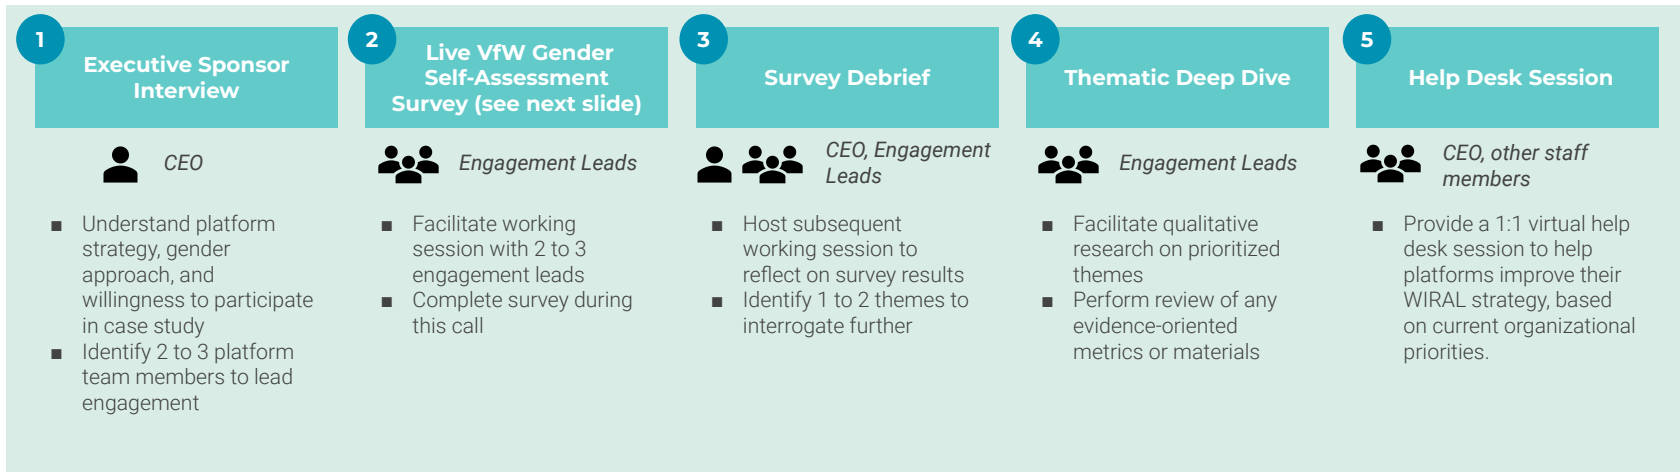 1
Executive Sponsor
Interview
CEO
■ Understand platform
strategy, gender
approach, and
willingness to participate
in case study
■ Identify 2 to 3 platform
team members to lead
engagement
2
Live VfW Gender
Self-Assessment
Survey (see next slide)
Engagement Leads
■ Facilitate working
session with 2 to 3
engagement leads
■ Complete survey during
this call
3
Survey Debrief
CEO, Engagement
Leads
■ Host subsequent
working session to
reflect on survey results
■ Identify 1 to 2 themes to
interrogate further
4
Thematic Deep Dive
Engagement Leads
■ Facilitate qualitative
research on prioritized
themes
■ Perform review of any
evidence-oriented
metrics or materials
5
Help Desk Session
CEO, other staff
members
■ Provide a 1:1 virtual help
desk session to help
platforms improve their
WIRAL strategy, based
on current organizational
priorities.